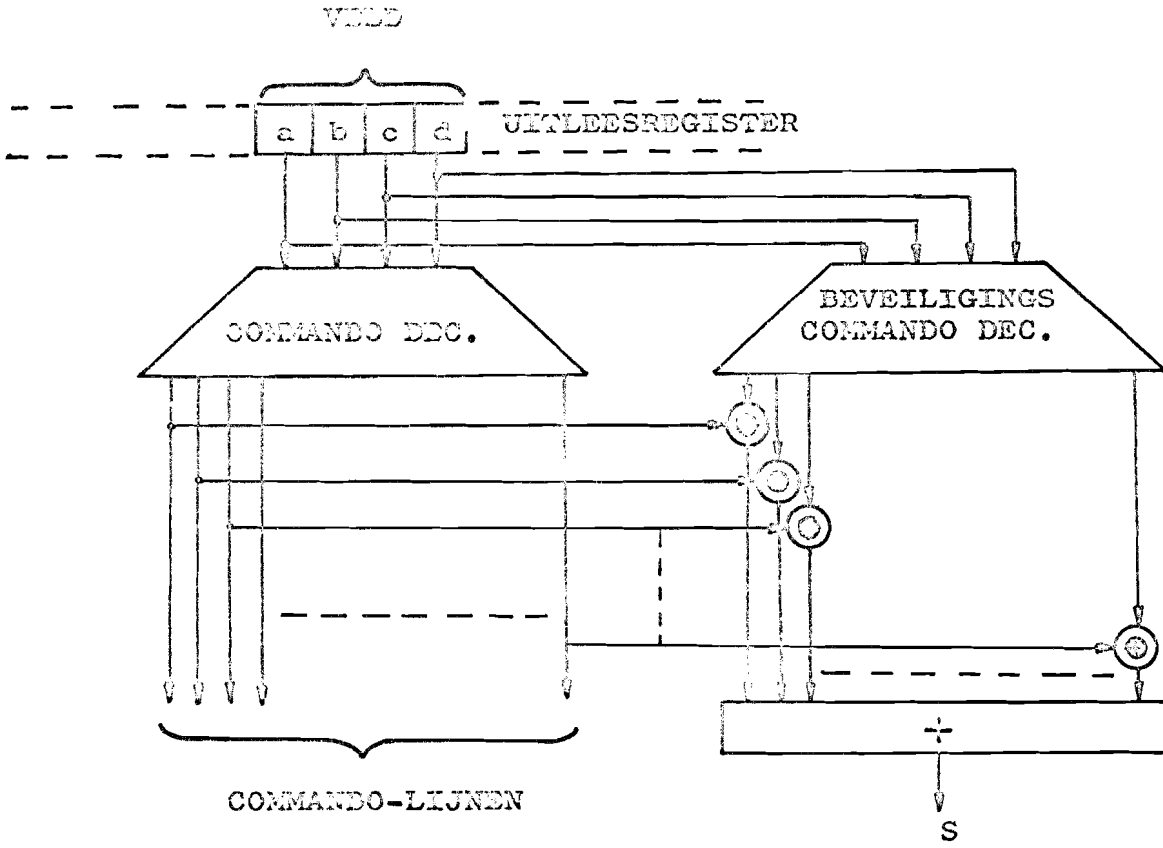 VELD
a b c d
UITLEESREGISTER
COMMANDO DEC.
BEVEILIGINGS
COMMANDO DEC.
+
COMMANDO-LIJNEN
S